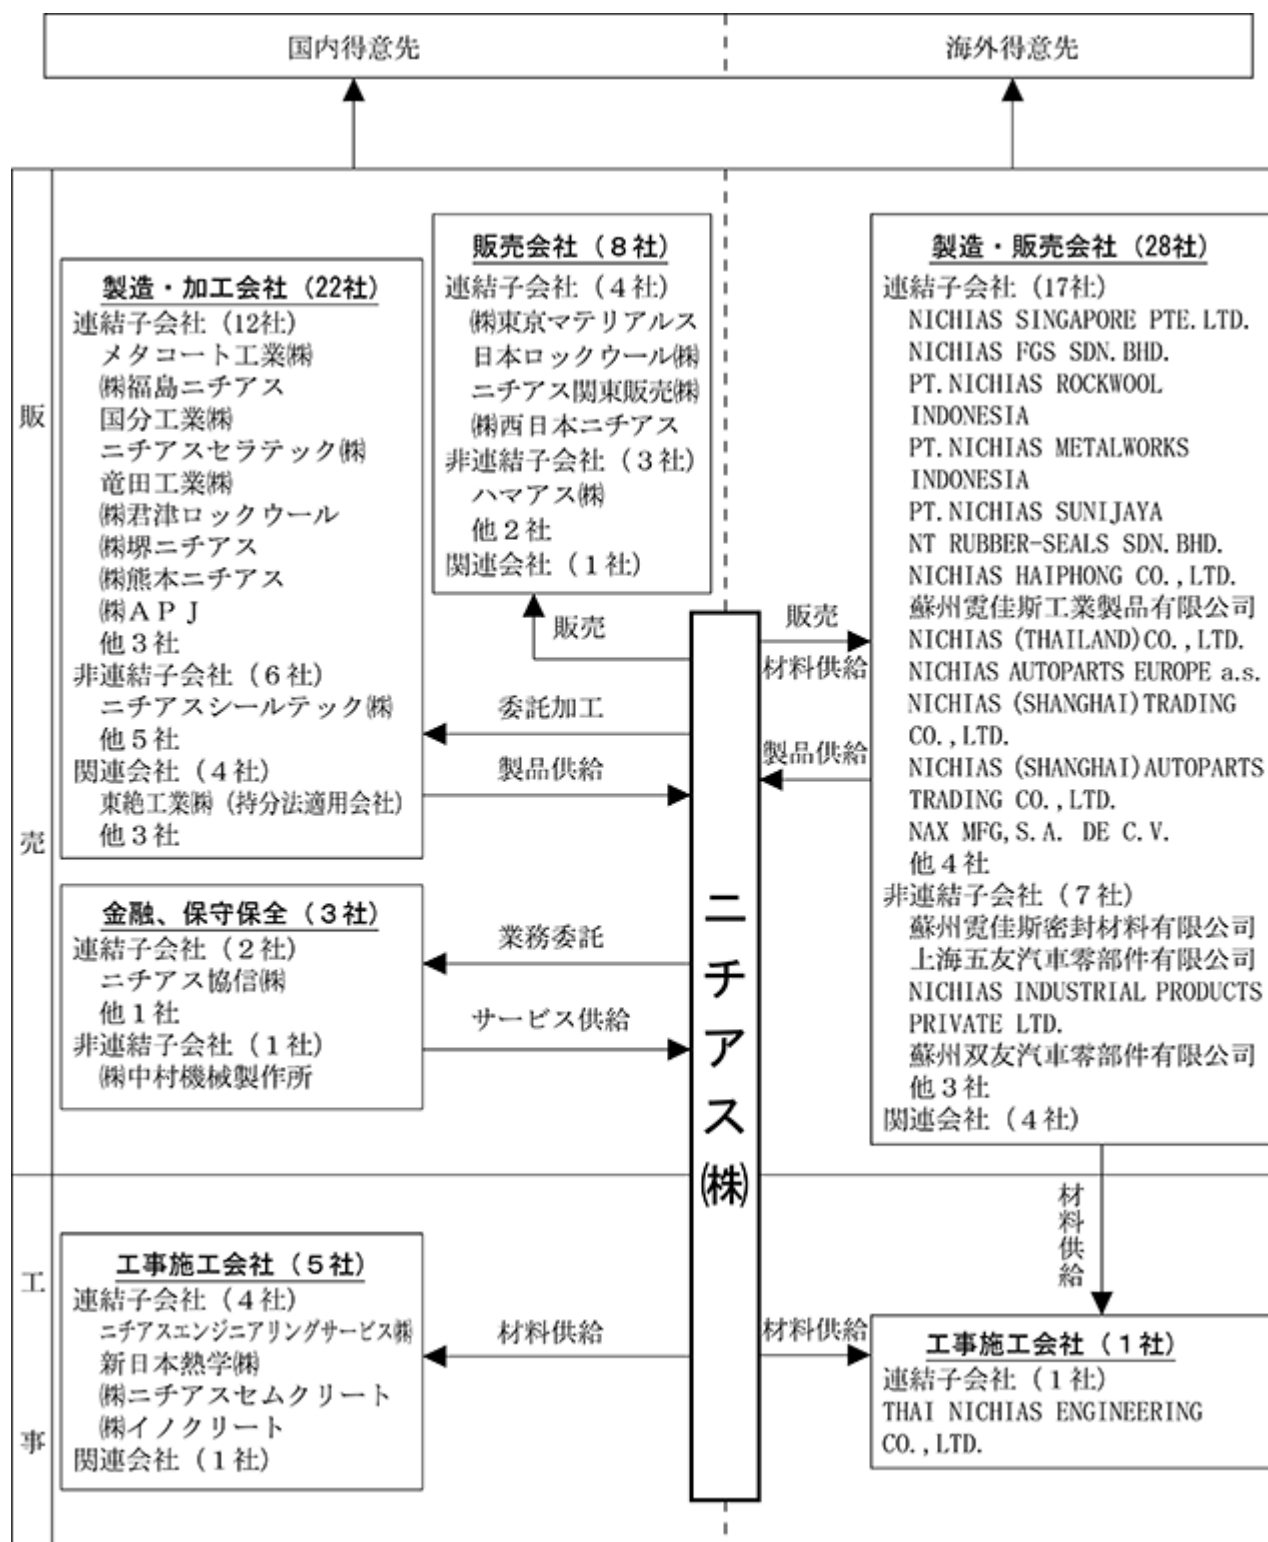 国内得意先
海外得意先
販
売
工
事
製造・加工会社(22社)
連結子会社(12社)
メタコート工業㈱
㈱福島ニチアス
国分工業㈱
ニチアスセラテック㈱
竜田工業㈱
㈱君津ロックウール
㈱堺ニチアス
㈱熊本ニチアス
㈱APJ
他3社
非連結子会社(6社)
ニチアスシールテック㈱
他5社
関連会社(4社)
東絶工業㈱(持分法適用会社)
他3社
販売会社(8社)
連結子会社(4社)
㈱東京マテリアルス
日本ロックウール㈱
ニチアス関東販売㈱
㈱西日本ニチアス
非連結子会社(3社)
ハマアス㈱
他2社
関連会社(1社)
販売
委託加工
製品供給
金融、保守保全(3社)
連結子会社(2社)
ニチアス協信㈱
他1社
非連結子会社(1社)
㈱中村機械製作所
業務委託
サービス供給
工事施工会社(5社)
連結子会社(4社)
ニチアスエンジニアリングサービス㈱
新日本熱学㈱
㈱ニチアスセムクリート
㈱イノクリート
関連会社(1社)
材料供給
ニチアス㈱
販売
材料供給
製品供給
製造・販売会社(28社)
連結子会社(17社)
NICHIAS SINGAPORE PTE.LTD.
NICHIAS FGS SDN.BHD.
PT.NICHIAS ROCKWOOL
INDONESIA
PT.NICHIAS METALWORKS
INDONESIA
PT.NICHIAS SUNIJAYA
NT RUBBER-SEALS SDN.BHD.
NICHIAS HAIPHONG CO.,LTD.
蘇州霓佳斯工業製品有限公司
NICHIAS (THAILAND)CO.,LTD.
NICHIAS AUTOPARTS EUROPE a.s.
NICHIAS (SHANGHAI)TRADING
CO.,LTD.
NICHIAS (SHANGHAI)AUTOPARTS
TRADING CO.,LTD.
NAX MFG,S.A. DE C.V.
他4社
非連結子会社(7社)
蘇州霓佳斯密封材料有限公司
上海五友汽車零部件有限公司
NICHIAS INDUSTRIAL PRODUCTS
PRIVATE LTD.
蘇州双友汽車零部件有限公司
他3社
関連会社(4社)
材料供給
材料供給
工事施工会社(1社)
連結子会社(1社)
THAI NICHIAS ENGINEERING
CO.,LTD.